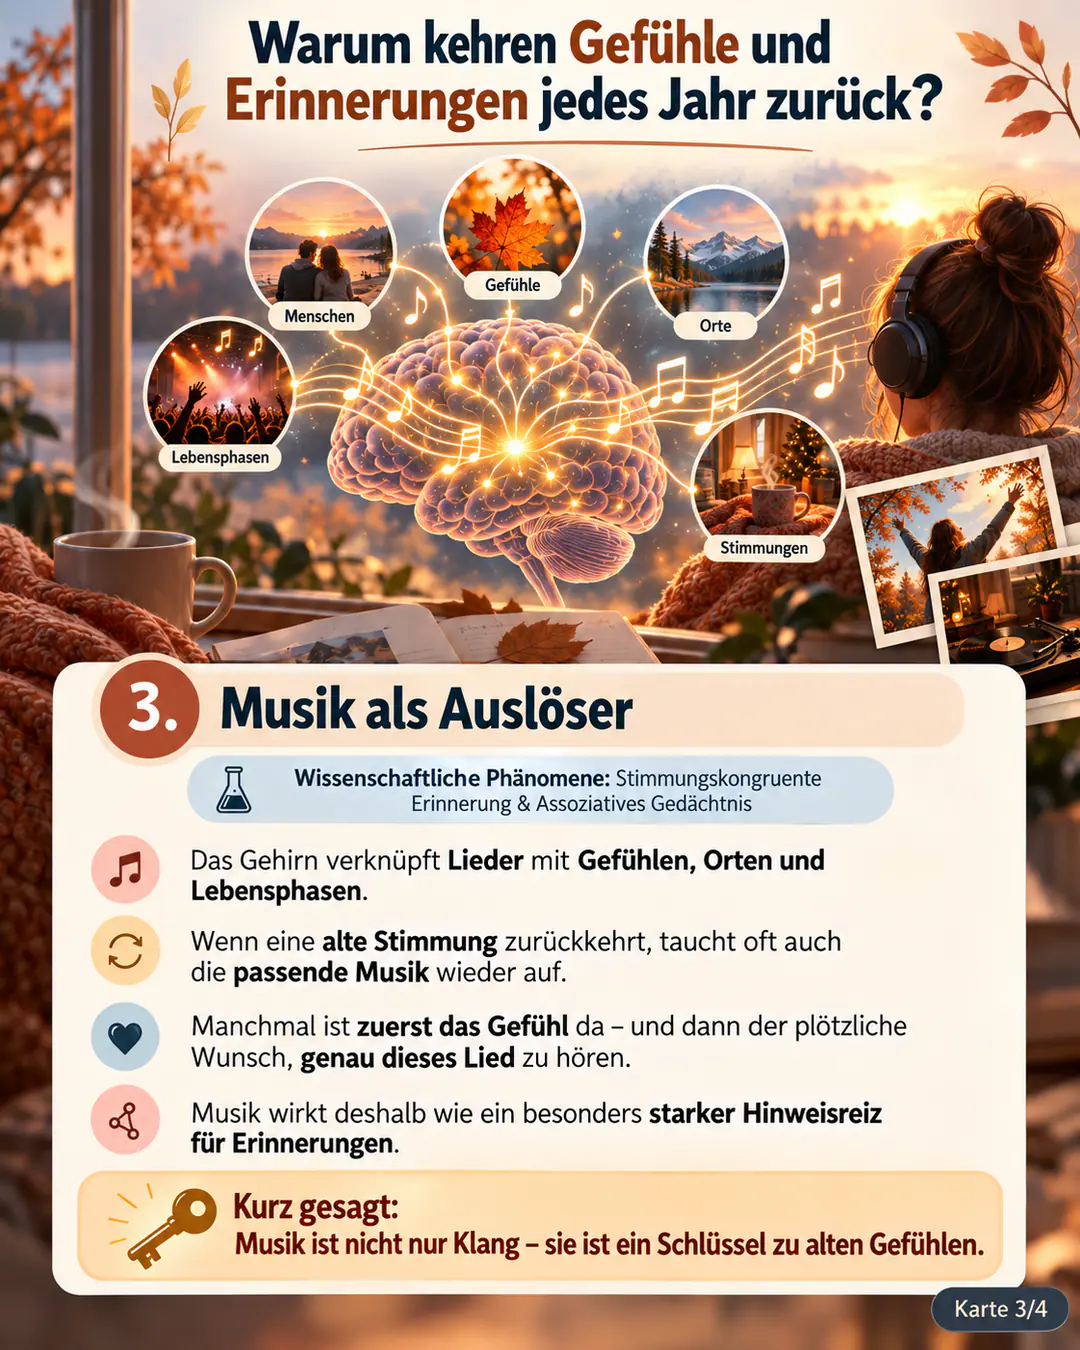 Warum kehren Gefühle und
Erinnerungen jedes Jahr zurück?
Menschen
Gefühle
Orte
Lebensphasen
Stimmungen
3. Musik als Auslöser
Wissenschaftliche Phänomene: Stimmungskongruente
Erinnerung & Assoziatives Gedächtnis
Das Gehirn verknüpft Lieder mit Gefühlen, Orten und
Lebensphasen.
Wenn eine alte Stimmung zurückkehrt, taucht oft auch
die passende Musik wieder auf.
Manchmal ist zuerst das Gefühl da – und dann der plötzliche
Wunsch, genau dieses Lied zu hören.
Musik wirkt deshalb wie ein besonders starker Hinweisreiz
für Erinnerungen.
Kurz gesagt:
Musik ist nicht nur Klang – sie ist ein Schlüssel zu alten Gefühlen.
Karte 3/4